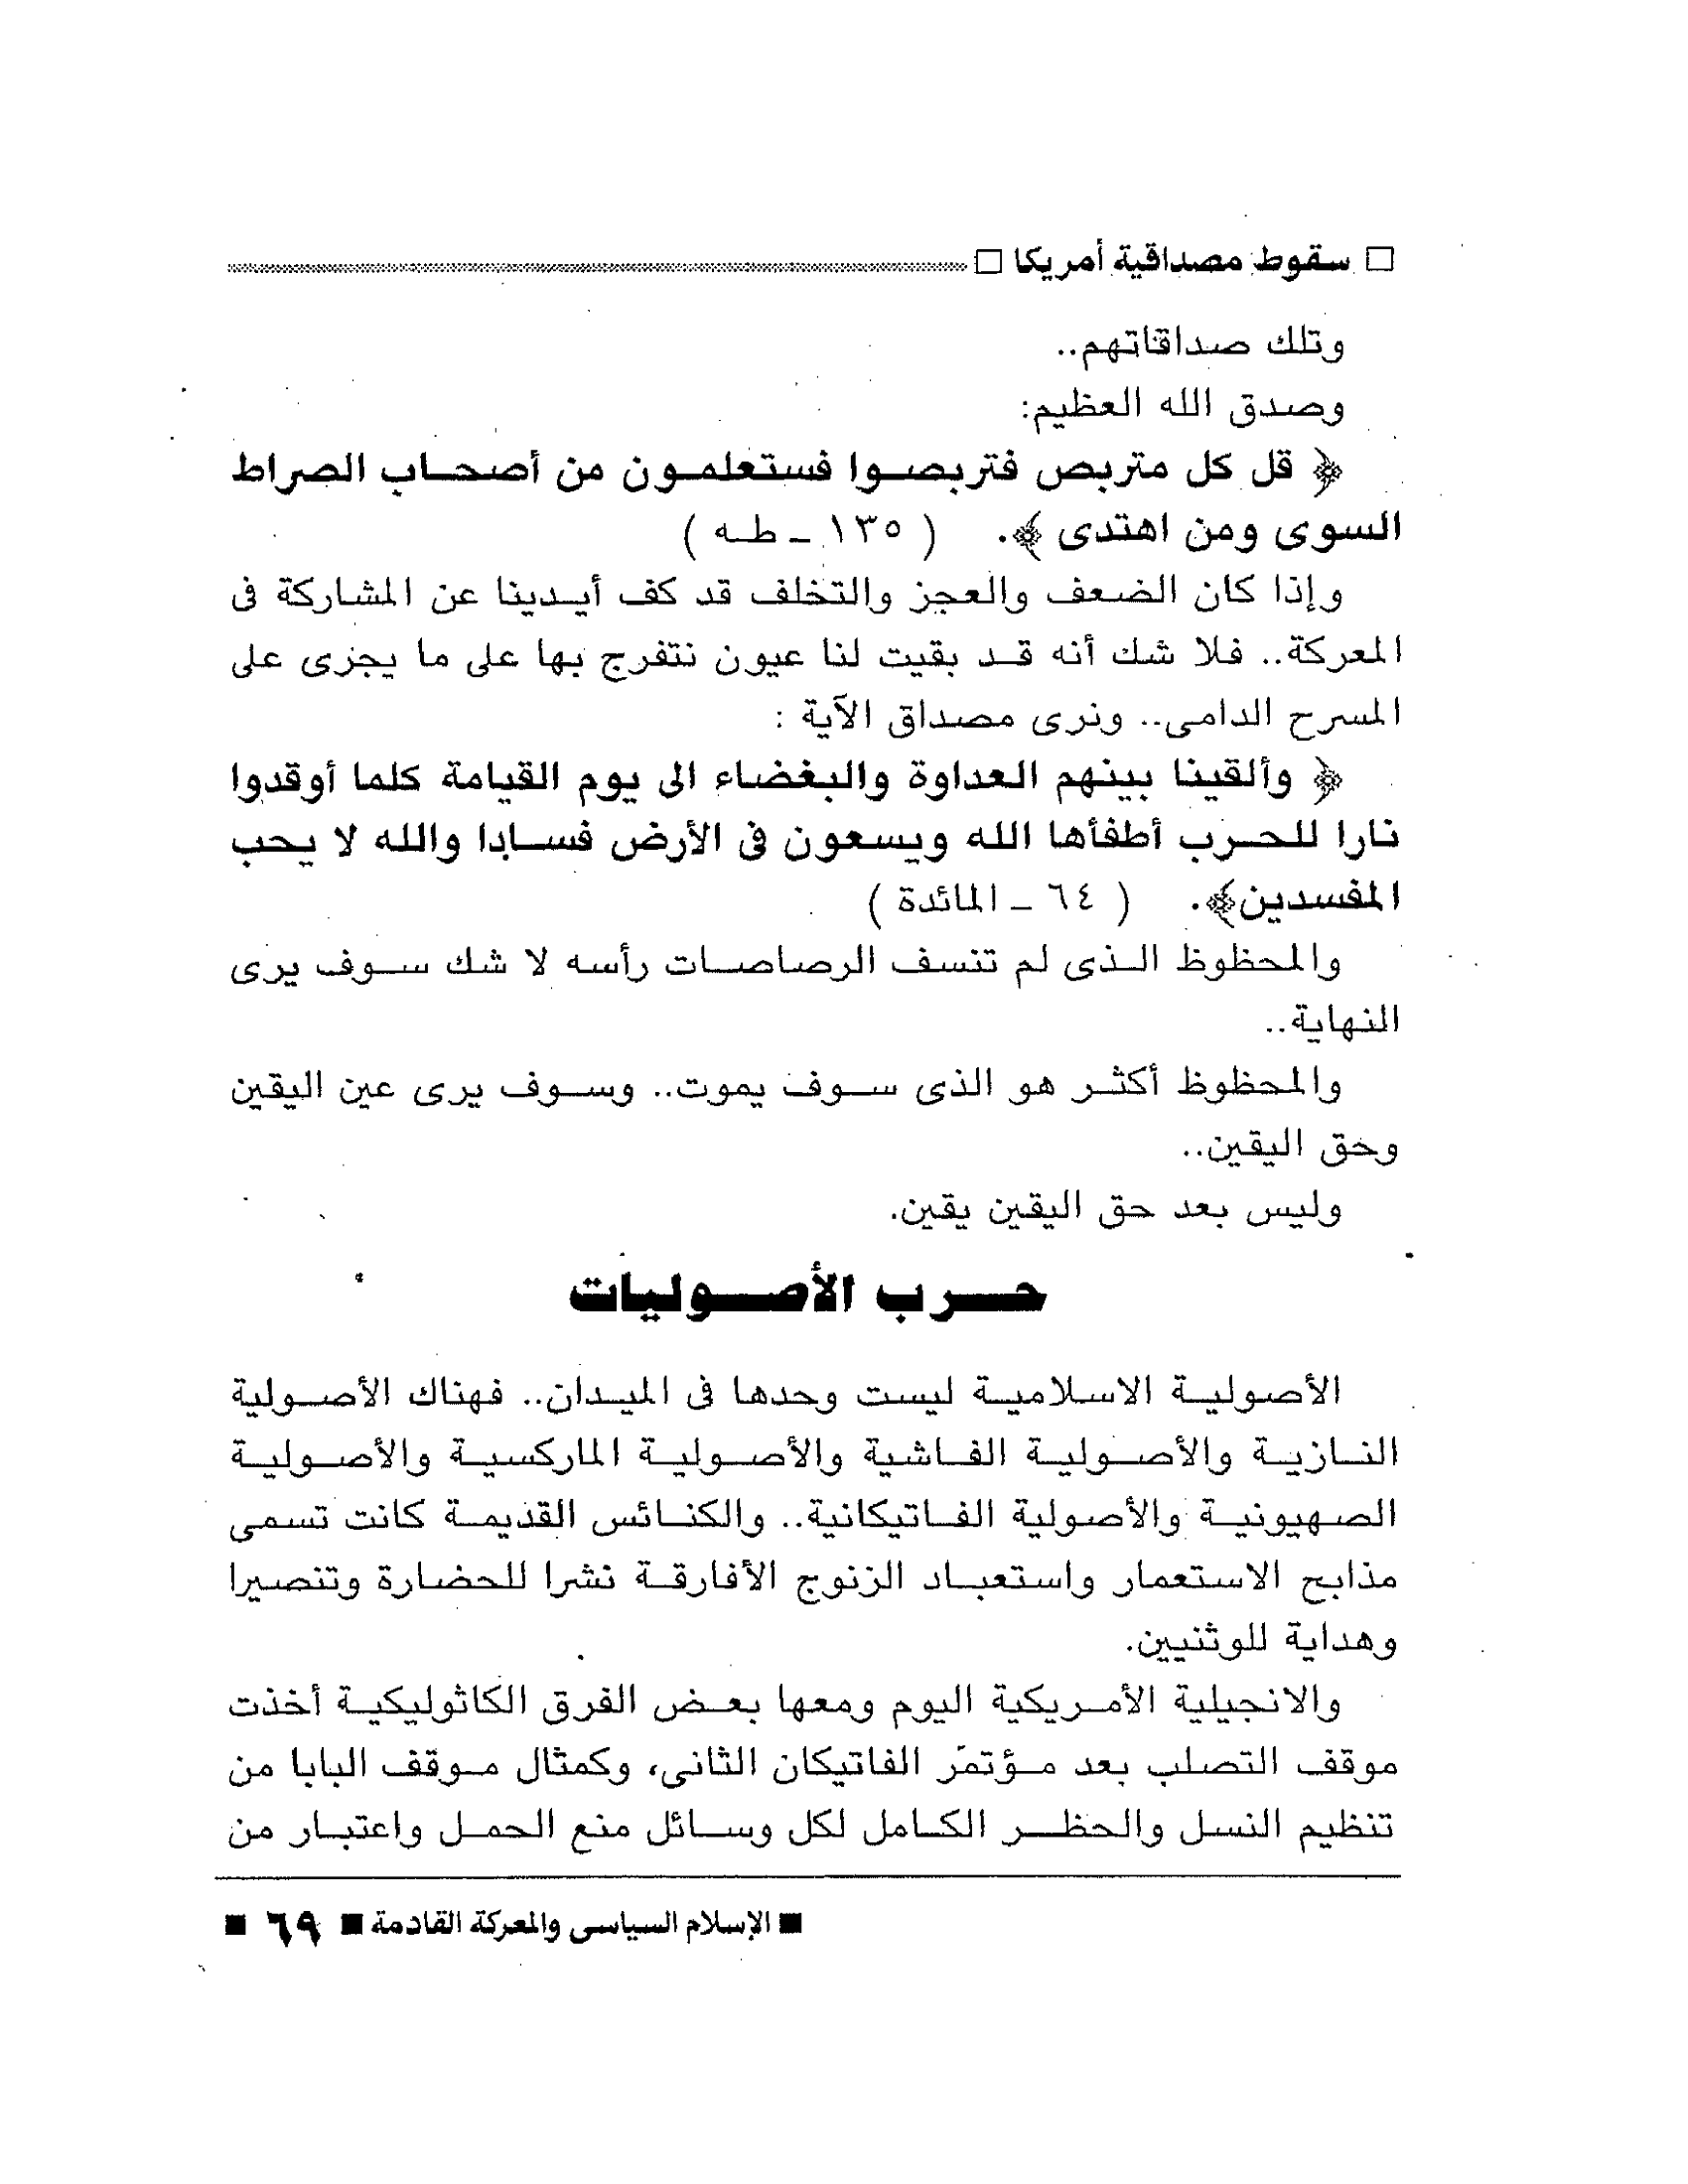 □ سقوط مصداقية أمريكا □
وتلك صداقاتهم..
وصدق الله العظيم:
﴿ قل كل متربص فتربصوا فستعلمون من أصحاب الصراط
السوى ومن اهتدى ﴾. ( ١٣٥ ـ طه )
وإذا كان الضعف والعجز والتخلف قد كف أيدينا عن المشاركة فى
المعركة.. فلا شك أنه قد بقيت لنا عيون نتفرج بها على ما يجزى على
المسرح الدامى.. ونرى مصداق الآية :
﴿ وألقينا بينهم العداوة والبغضاء الى يوم القيامة كلما أوقدوا
نارا للحرب أطفأها الله ويسعون فى الأرض فسادا والله لا يحب
المفسدين﴾. ( ٦٤ ـ المائدة )
والمحظوظ الذى لم تنسف الرصاصات رأسه لا شك سوف يرى
النهاية..
والمحظوظ أكثر هو الذى سوف يموت.. وسوف يرى عين اليقين
وحق اليقين..
وليس بعد حق اليقين يقين.
حرب الأصوليات
الأصولية الاسلامية ليست وحدها فى الميدان.. فهناك الأصولية
النازية والأصولية الفاشية والأصولية الماركسية والأصولية
الصهيونية والأصولية الفاتيكانية.. والكنائس القديمة كانت تسمى
مذابح الاستعمار واستعباد الزنوج الأفارقة نشرا للحضارة وتنصيرا
وهداية للوثنيين.
والانجيلية الأمريكية اليوم ومعها بعض الفرق الكاثوليكية أخذت
موقف التصلب بعد مؤتمر الفاتيكان الثانى، وكمثال موقف البابا من
تنظيم النسل والحظر الكامل لكل وسائل منع الحمل واعتبار من
■ الإسلام السياسى والمعركة القادمة ■ ٦٩ ■